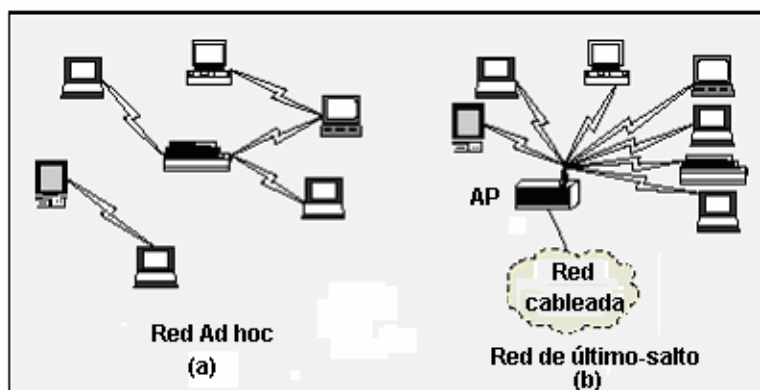 Red Ad hoc
(a)
AP
Red
cableada
Red de último-salto
(b)